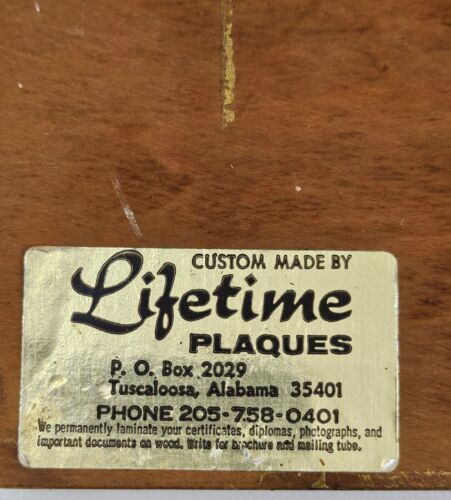 CUSTOM MADE BY
Lifetime
PLAQUES
P. O. Box 2029
Tuscaloosa, Alabama 35401
PHONE 205-758-0401
We permanently laminate your certificates, diplomas, photographs, and
important documents on wood. Write for brochure and mailing tube.